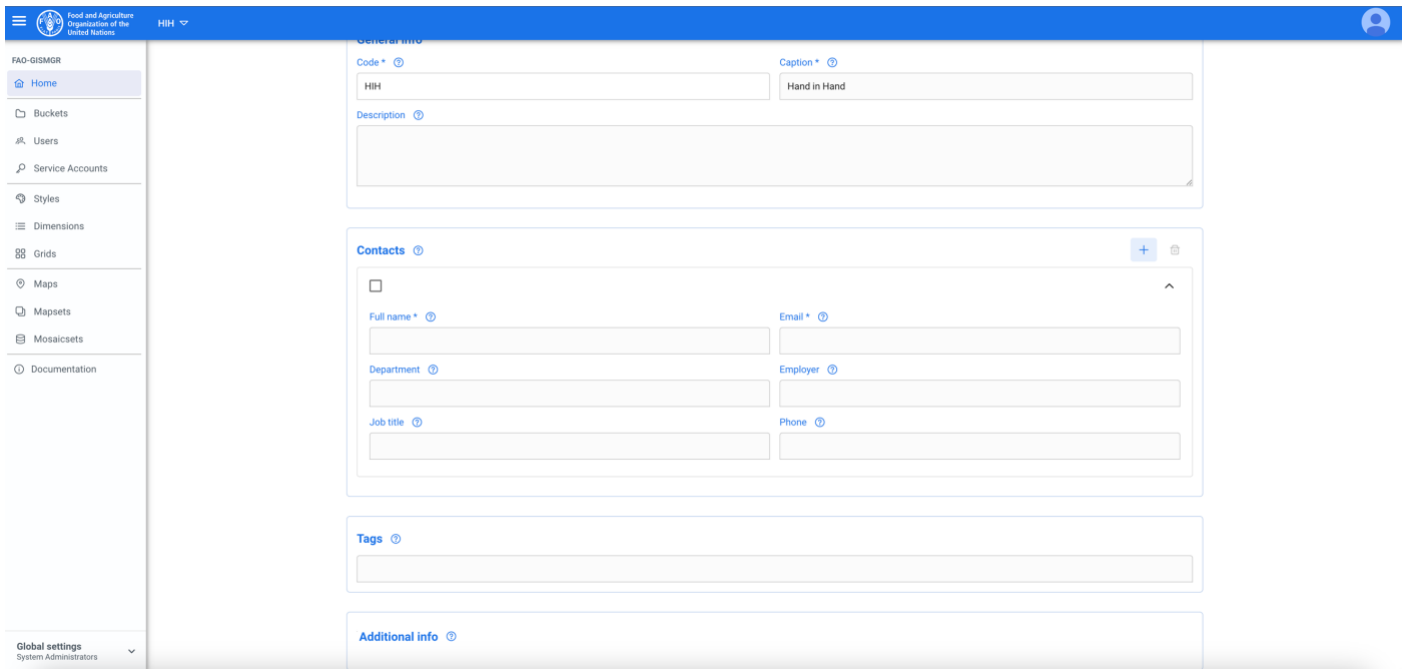 Food and Agriculture
Organization of the
United Nations
HIH
FAO-GISMGR
Home
Buckets
Users
Service Accounts
Styles
Dimensions
Grids
Maps
Mapsets
Mosaicsets
Documentation
Global settings
System Administrators
General info
Code * Caption *
HIH Hand in Hand
Description
Contacts
Full name * Email *
Department Employer
Job title Phone
Tags
Additional info